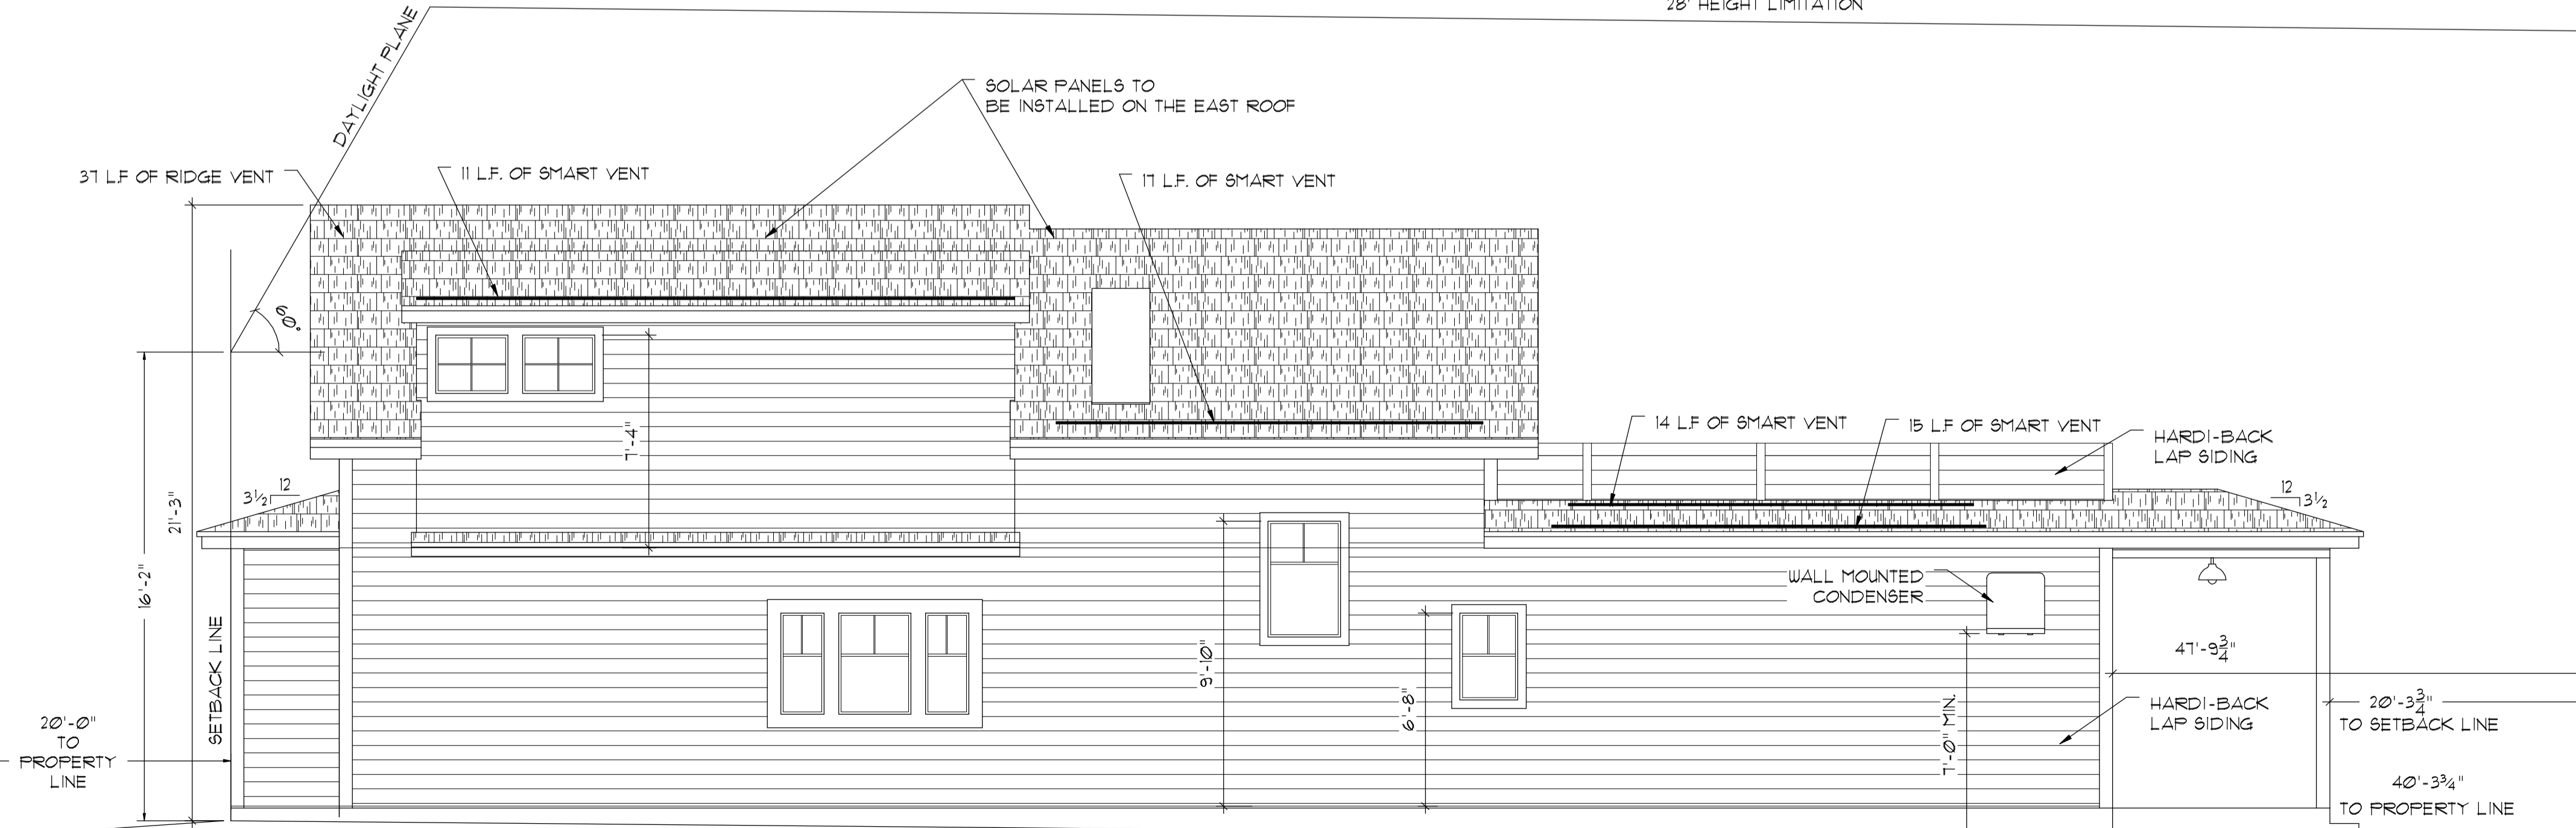 28' HEIGHT LIMITATION
DAYLIGHT PLANE
SOLAR PANELS TO
BE INSTALLED ON THE EAST ROOF
37 L.F OF RIDGE VENT
11 L.F. OF SMART VENT
17 L.F. OF SMART VENT
60°
14 L.F OF SMART VENT
15 L.F OF SMART VENT
HARDI-BACK
LAP SIDING
7'-4"
12
3½
12
3½
21'-3"
16'-2"
SETBACK LINE
20'-0"
TO
PROPERTY
LINE
9'-10"
6'-8"
WALL MOUNTED
CONDENSER
7'-0" MIN.
47'-9¾"
HARDI-BACK
LAP SIDING
20'-3¾"
TO SETBACK LINE
40'-3¾"
TO PROPERTY LINE